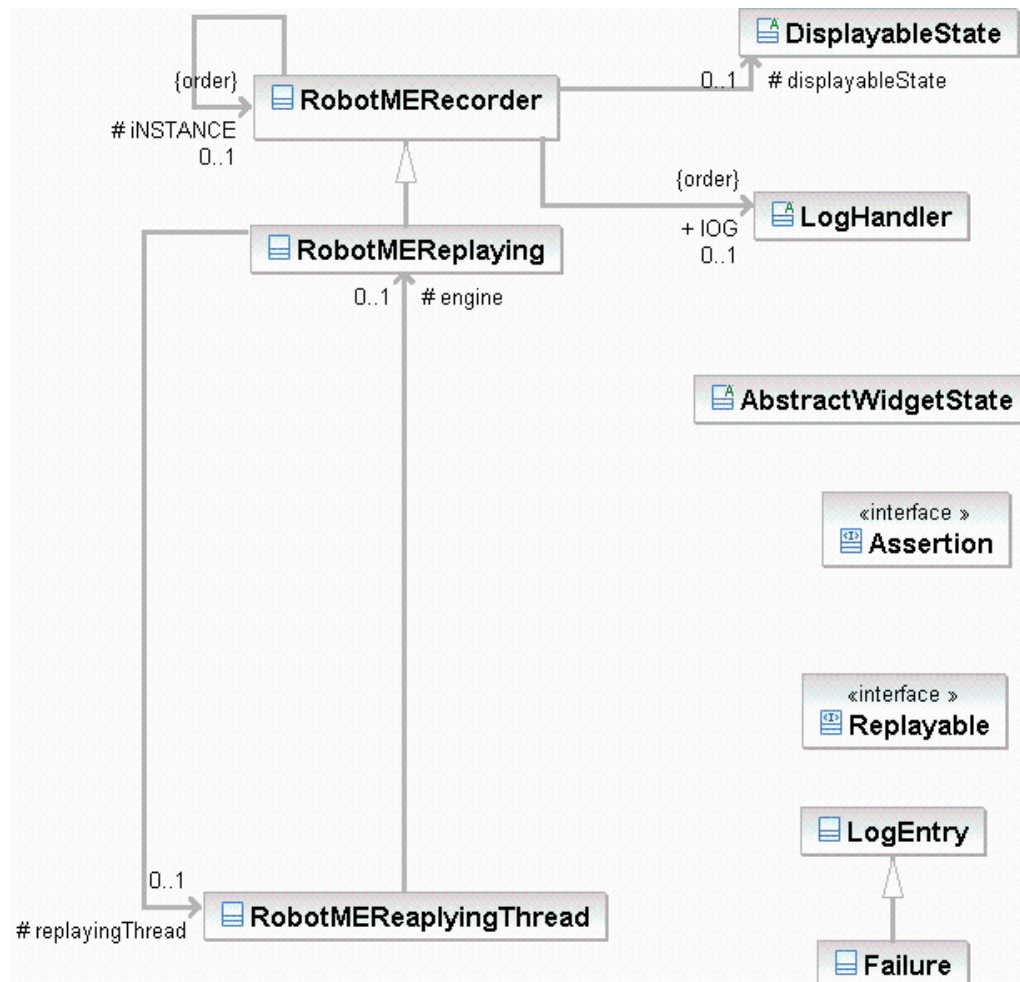 DisplayableState
{order}
RobotMERecorder
0..1
# displayableState
# iNSTANCE
0..1
{order}
LogHandler
+ lOG
0..1
RobotMEReplaying
0..1
# engine
AbstractWidgetState
«interface »
Assertion
«interface »
Replayable
LogEntry
0..1
RobotMEReaplyingThread
# replayingThread
Failure